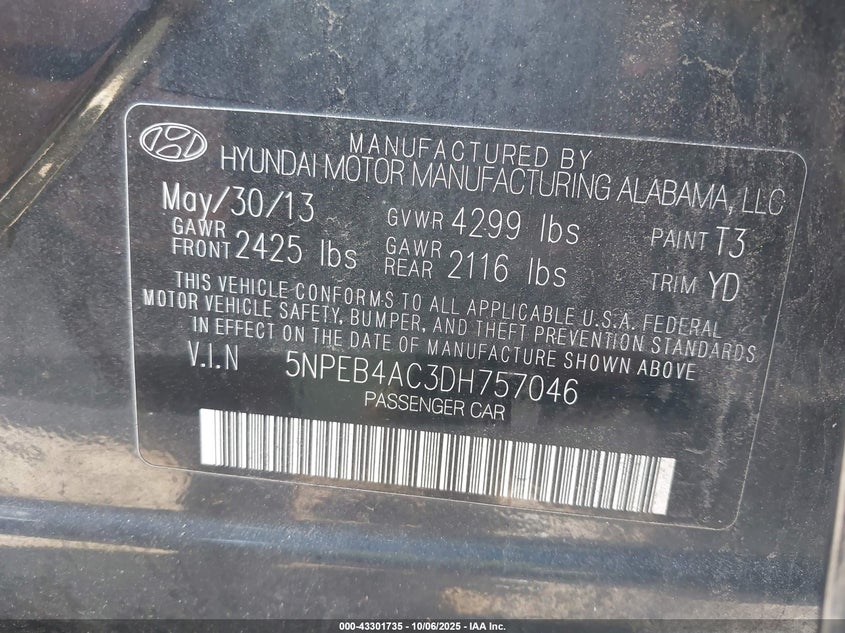 MANUFACTURED BY
HYUNDAI MOTOR MANUFACTURING ALABAMA, LLC
May/30/13 GVWR 4299 lbs PAINT T3
GAWR FRONT 2425 lbs GAWR REAR 2116 lbs TRIM YD
THIS VEHICLE CONFORMS TO ALL APPLICABLE U.S.A. FEDERAL
MOTOR VEHICLE SAFETY, BUMPER, AND THEFT PREVENTION STANDARDS
IN EFFECT ON THE DATE OF MANUFACTURE SHOWN ABOVE
V.I.N 5NPEB4AC3DH757046
PASSENGER CAR
000-43301735 - 10/06/2025 - IAA Inc.